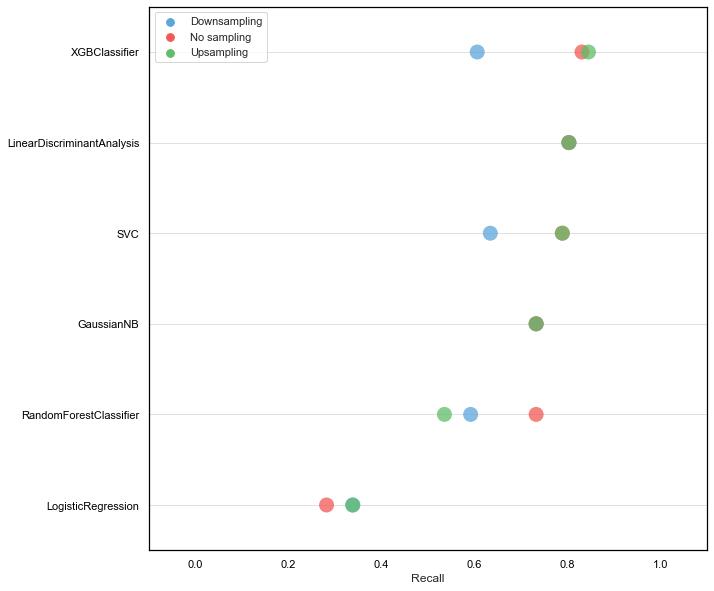 Downsampling
No sampling
Upsampling
XGBClassifier
LinearDiscriminantAnalysis
SVC
GaussianNB
RandomForestClassifier
LogisticRegression
0.0 0.2 0.4 0.6 0.8 1.0
Recall